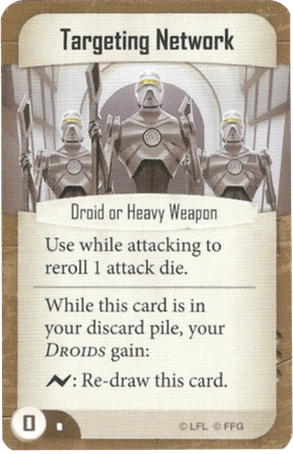 Targeting Network
Droid or Heavy Weapon
Use while attacking to
reroll 1 attack die.
While this card is in
your discard pile, your
DROIDS gain:
: Re-draw this card.
0
© LFL © FFG